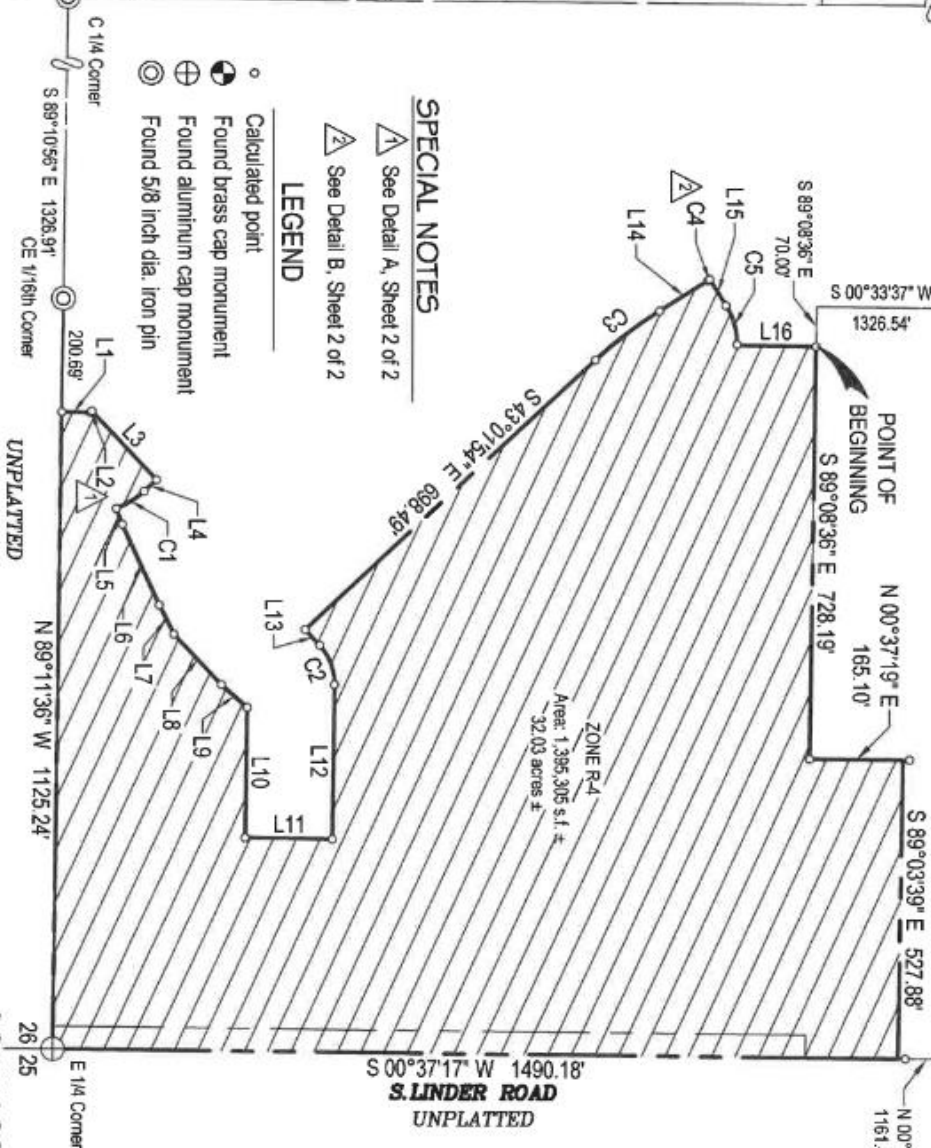 S 00°33'37" W
1326.54'
POINT OF
BEGINNING
N 00°37'19" E
165.10'
S 89°03'39" E 527.88'
N 00°
1161.
S 89°08'36" E
70.00'
S 89°08'36" E 728.19'
L16
C5
L15
2 C4
L14
C3
S 43°01'54" E
698.49'
L13
C2
L12
L11
L10
L9
L8
L7
L6
L5
C1
L4
L3
L2
1
L1
ZONE R-4
Area: 1,395,305 s.f. ±
32.03 acres ±
SPECIAL NOTES
1 See Detail A, Sheet 2 of 2
2 See Detail B, Sheet 2 of 2
LEGEND
Calculated point
Found brass cap monument
Found aluminum cap monument
Found 5/8 inch dia. iron pin
C 1/4 Corner
S 89°10'56" E 1326.91'
CE 1/16th Corner
200.69'
UNPLATTED
N 89°11'36" W 1125.24'
S 00°37'17" W 1490.18'
S. LINDER ROAD
UNPLATTED
26
25
E 1/4 Corner